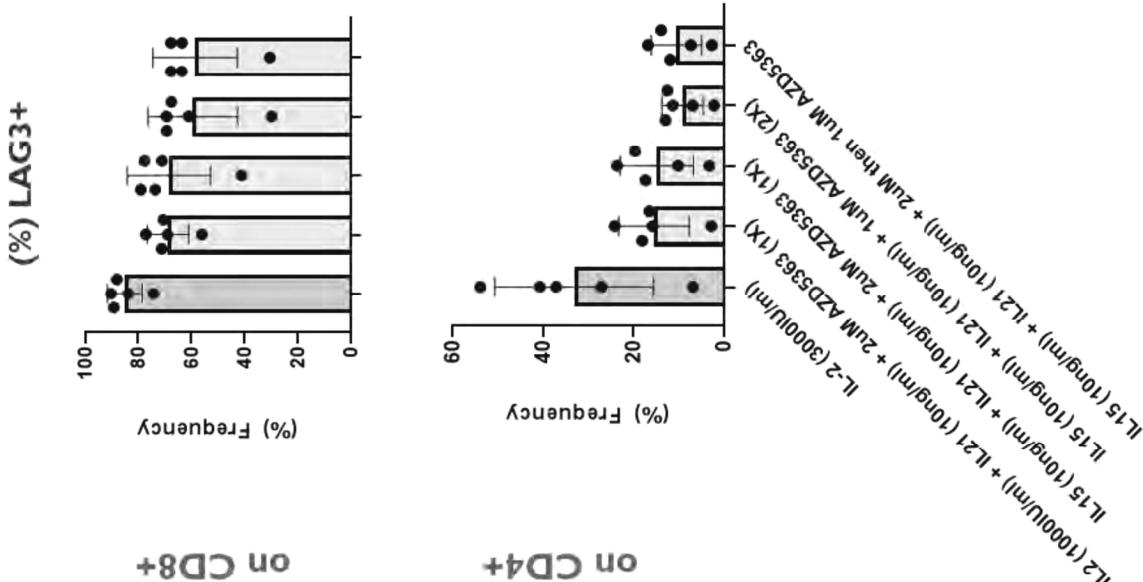 (%) LAG3+
on CD8+
(%) Frequency
100
80
60
40
20
0
on CD4+
(%) Frequency
60
40
20
0
IL-2 (3000IU/ml)
IL2 (1000IU/ml) + IL21 (10ng/ml) + 2uM AZD5363 (1X)
IL15 (10ng/ml) + IL21 (10ng/ml) + 2uM AZD5363 (1X)
IL15 (10ng/ml) + IL21 (10ng/ml) + 1uM AZD5363 (2X)
IL15 (10ng/ml) + IL21 (10ng/ml) + 2uM then 1uM AZD5363